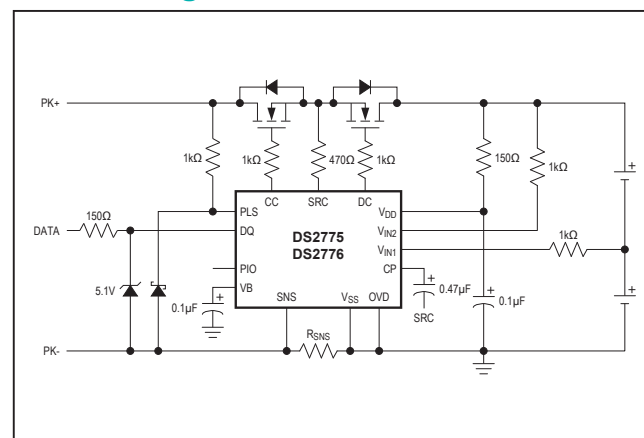 PK+
1kΩ
1kΩ
470Ω
1kΩ
150Ω
1kΩ
CC
SRC
DC
DATA
150Ω
PLS
DQ
PIO
VB
DS2775
DS2776
VDD
VIN2
VIN1
CP
1kΩ
5.1V
0.1µF
SNS
VSS
OVD
0.47µF
SRC
0.1µF
RSNS
PK-
+
+
+
+
+